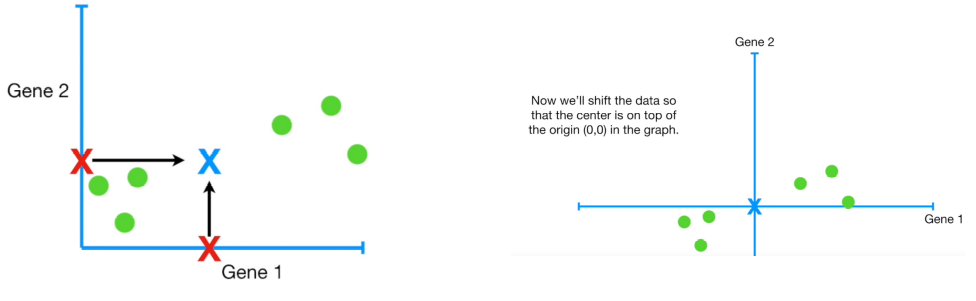 Gene 2
Gene 1
Gene 2
Now we'll shift the data so
that the center is on top of
the origin (0,0) in the graph.
Gene 1